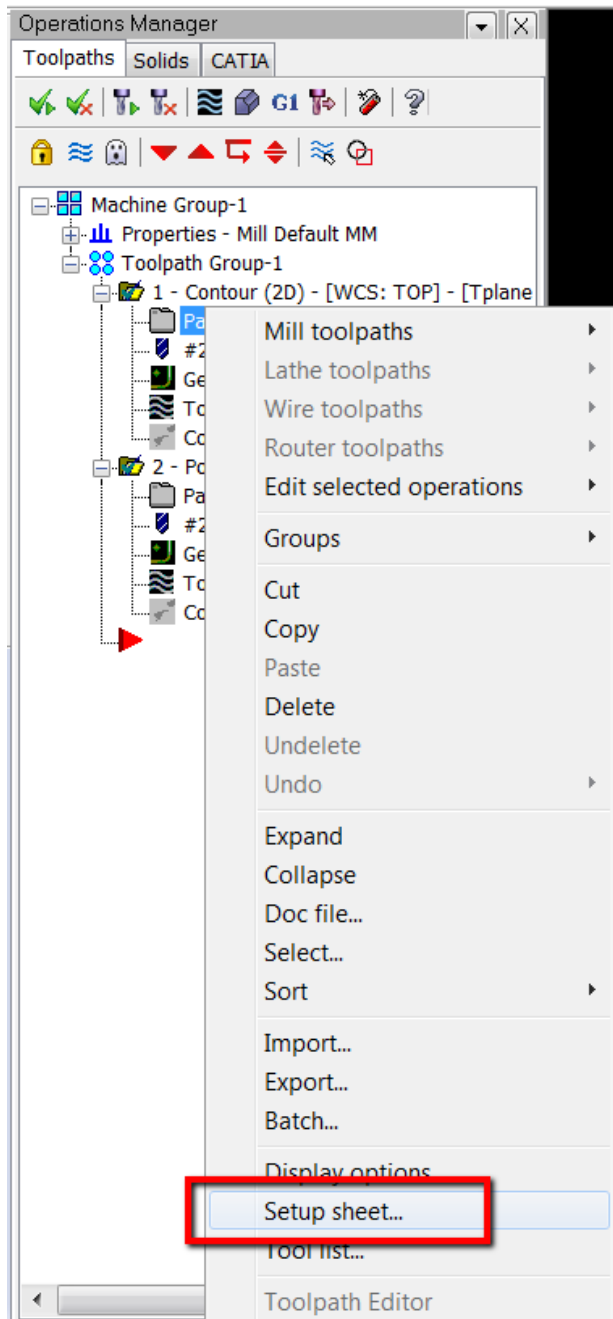 Operations Manager
Toolpaths Solids CATIA
G1
Machine Group-1
Properties - Mill Default MM
Toolpath Group-1
1 - Contour (2D) - [WCS: TOP] - [Tplane
Pa
#2
Ge
To
Co
2 - Po
Pa
#2
Ge
To
Co
Mill toolpaths
Lathe toolpaths
Wire toolpaths
Router toolpaths
Edit selected operations
Groups
Cut
Copy
Paste
Delete
Undelete
Undo
Expand
Collapse
Doc file...
Select...
Sort
Import...
Export...
Batch...
Display options
Setup sheet...
Tool list...
Toolpath Editor